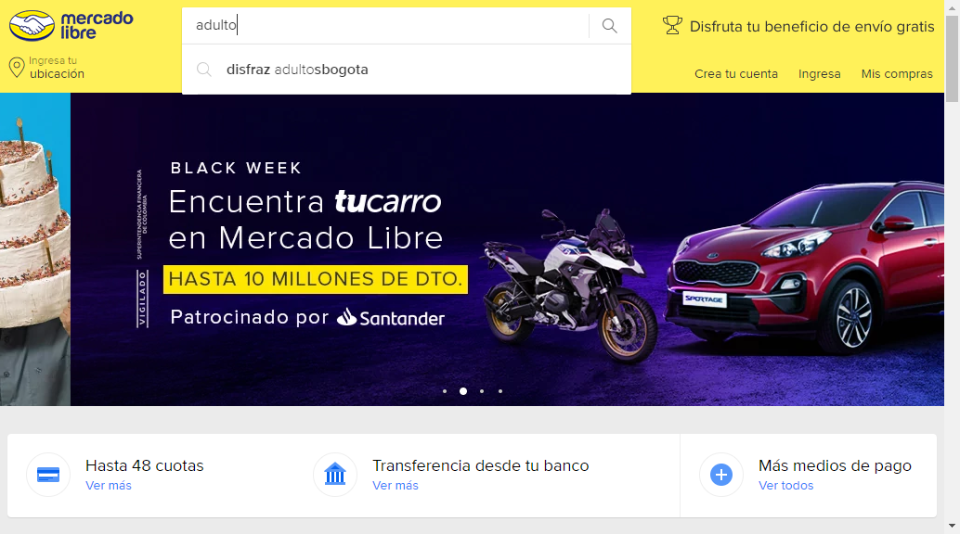 mercado
libre
adulto
Disfruta tu beneficio de envío gratis
Ingresa tu
ubicación
disfraz adultosbogota
Crea tu cuenta
Ingresa
Mis compras
SUPERINTENDENCIA FINANCIERA
DE COLOMBIA
VIGILADO
BLACK WEEK
Encuentra tucarro
en Mercado Libre
HASTA 10 MILLONES DE DTO.
Patrocinado por Santander
SPORTAGE
Hasta 48 cuotas
Ver más
Transferencia desde tu banco
Ver más
Más medios de pago
Ver todos